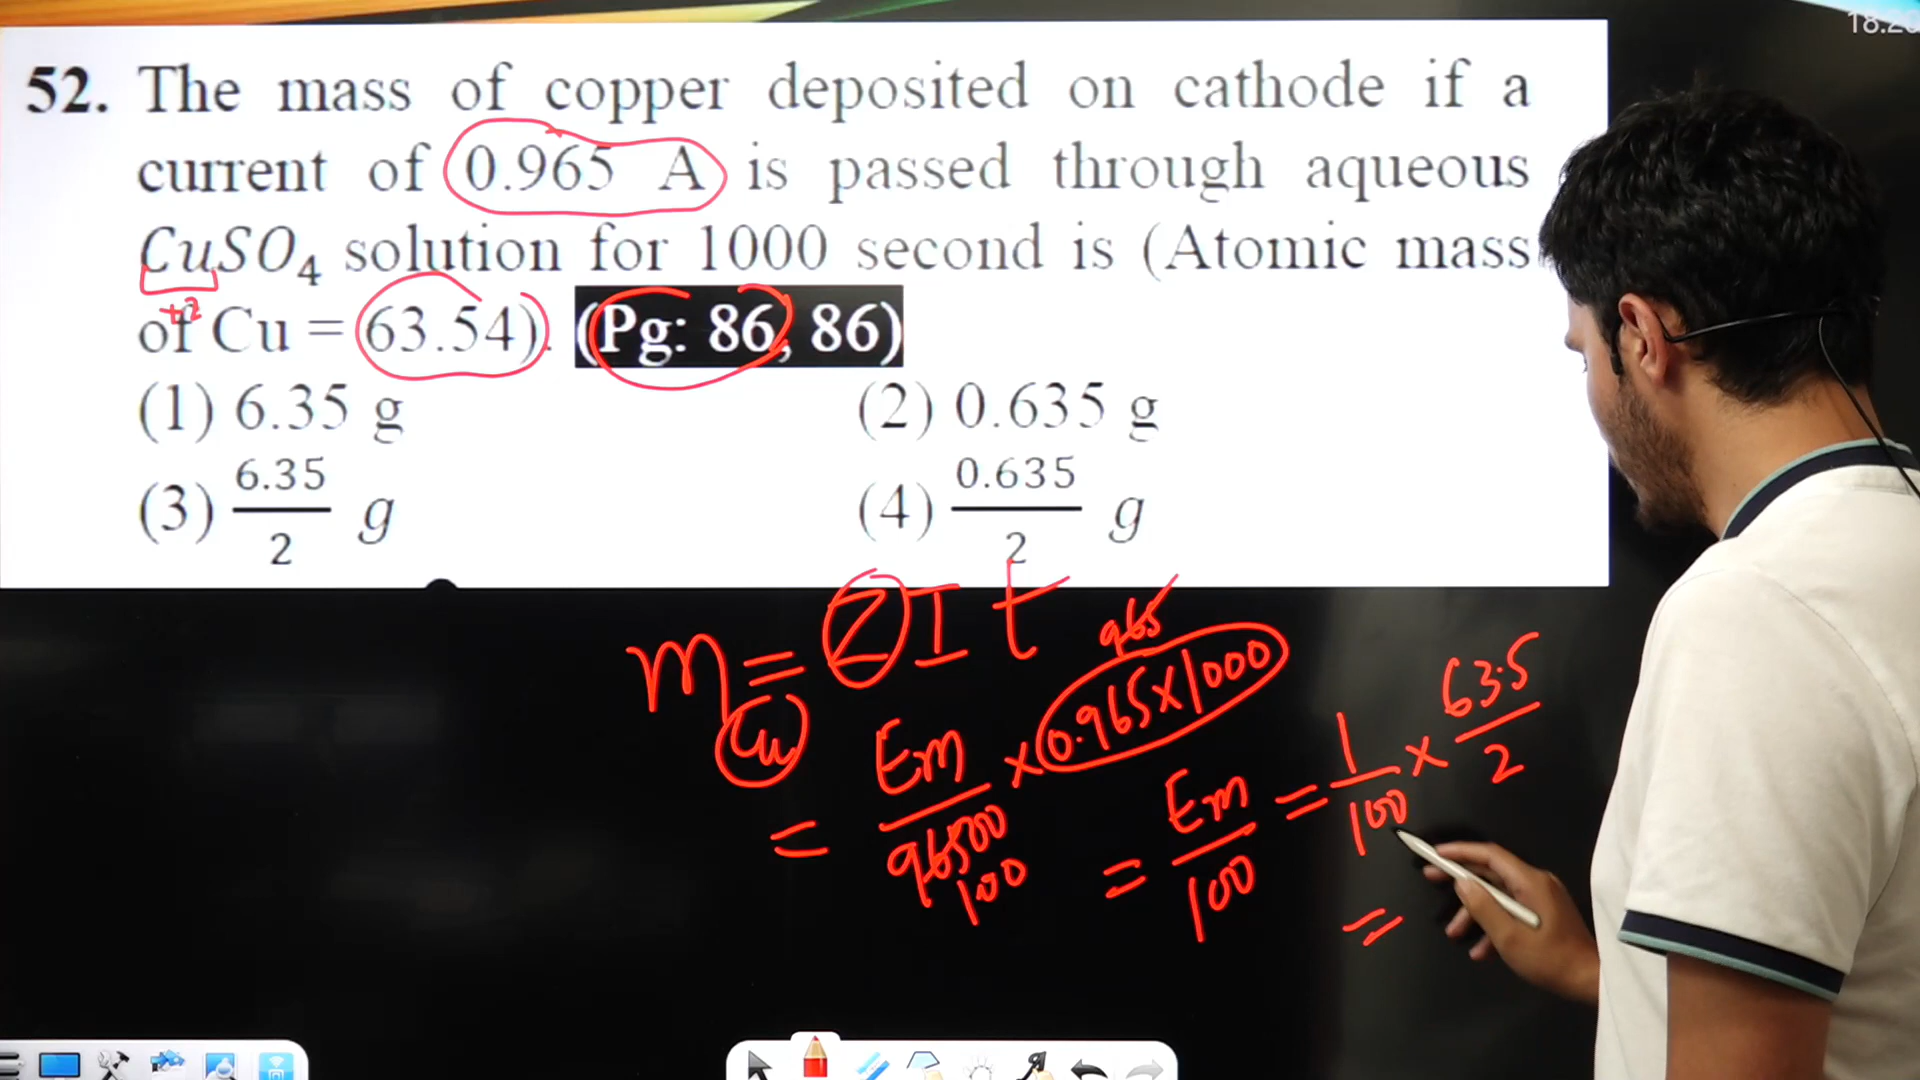 18.20
52. The mass of copper deposited on cathode if a
current of 0.965 A is passed through aqueous
CuSO₄ solution for 1000 second is (Atomic mass
+2
of Cu = 63.54). (Pg: 86, 86)
(1) 6.35 g (2) 0.635 g
(3) 6.35/2 g (4) 0.635/2 g
m = Z I t
Cu
965
= Em/96500 × 0.965×1000
100
= Em/100 = 1/100 × 63.5/2
=